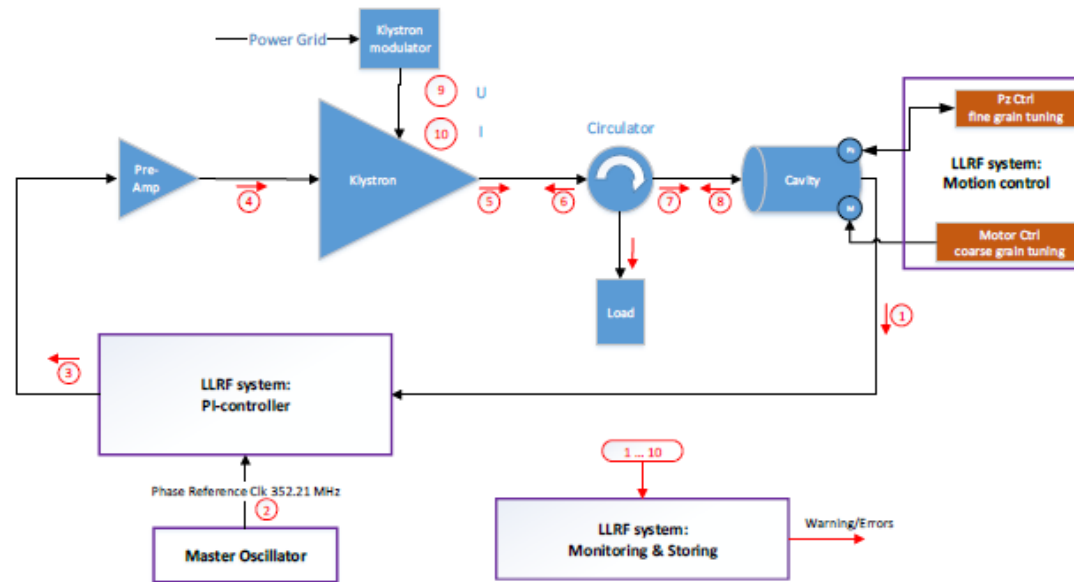 Power Grid
Klystron
modulator
9
U
10
I
Pre-
Amp
4
Klystron
5
6
Circulator
7
8
Cavity
Pz
M
Pz Ctrl
fine grain tuning
LLRF system:
Motion control
Motor Ctrl
coarse grain tuning
Load
1
3
LLRF system:
PI-controller
Phase Reference Clk 352.21 MHz
2
Master Oscillator
1 ... 10
LLRF system:
Monitoring & Storing
Warning/Errors